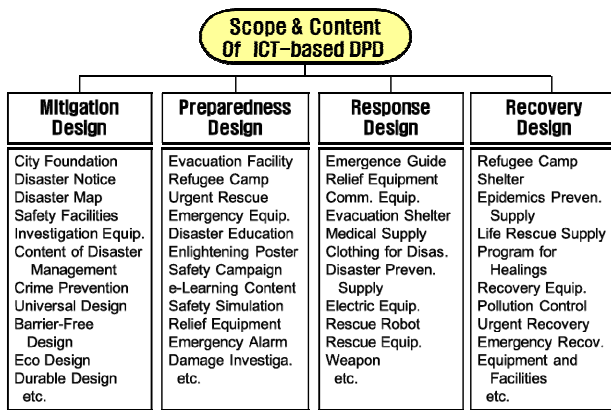 Scope & Content
Of ICT-based DPD
Mitigation
Design
City Foundation
Disaster Notice
Disaster Map
Safety Facilities
Investigation Equip.
Content of Disaster
Management
Crime Prevention
Universal Design
Barrier-Free
Design
Eco Design
Durable Design
etc.
Preparedness
Design
Evacuation Facility
Refugee Camp
Urgent Rescue
Emergency Equip.
Disaster Education
Enlightening Poster
Safety Campaign
e-Learning Content
Safety Simulation
Relief Equipment
Emergency Alarm
Damage Investiga.
etc.
Response
Design
Emergence Guide
Relief Equipment
Comm. Equip.
Evacuation Shelter
Medical Supply
Clothing for Disas.
Disaster Preven.
Supply
Electric Equip.
Rescue Robot
Rescue Equip.
Weapon
etc.
Recovery
Design
Refugee Camp
Shelter
Epidemics Preven.
Supply
Life Rescue Supply
Program for
Healings
Recovery Equip.
Pollution Control
Urgent Recovery
Emergency Recov.
Equipment and
Facilities
etc.